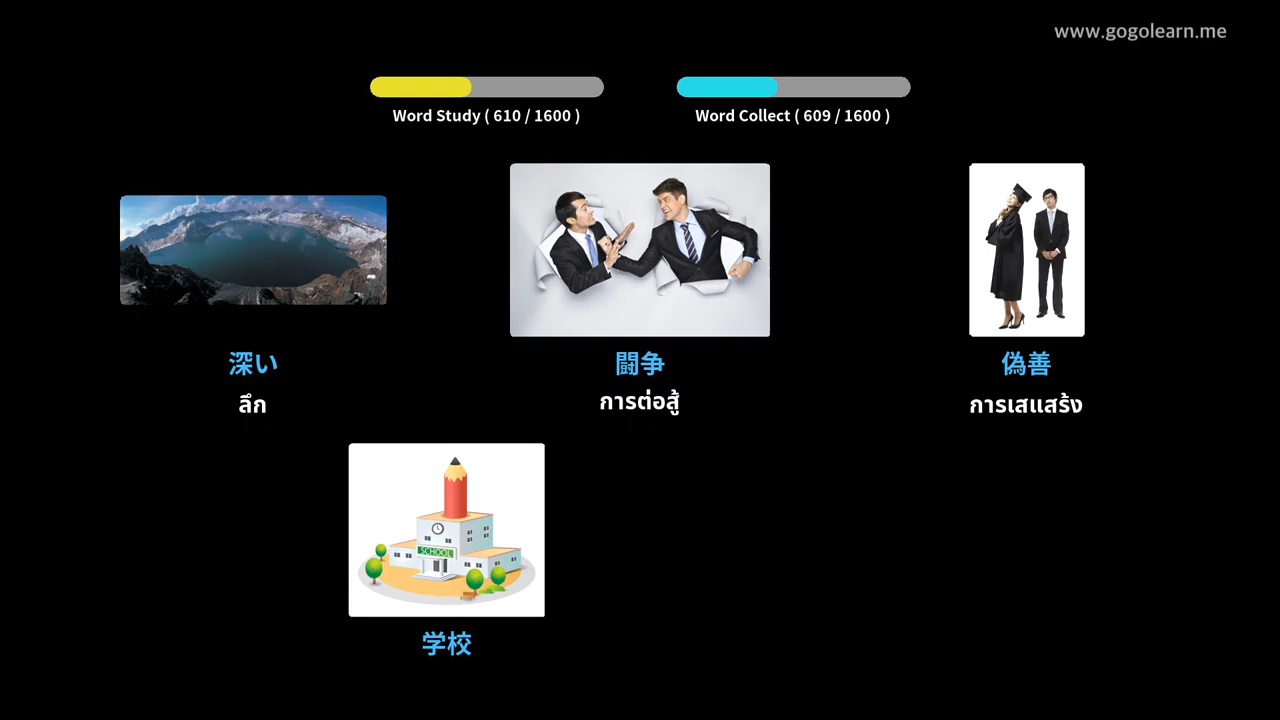 www.gogolearn.me
Word Study ( 610 / 1600 )
Word Collect ( 609 / 1600 )
深い
闘争
偽善
ลึก
การต่อสู้
การเสแสร้ง
SCHOOL
学校